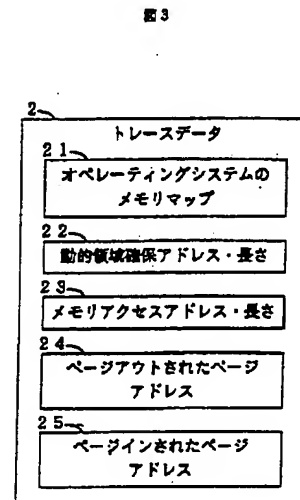 図3
2
トレースデータ
21
オペレーティングシステムの
メモリマップ
22
動的領域確保アドレス・長さ
23
メモリアクセスアドレス・長さ
24
ページアウトされたページ
アドレス
25
ページインされたページ
アドレス